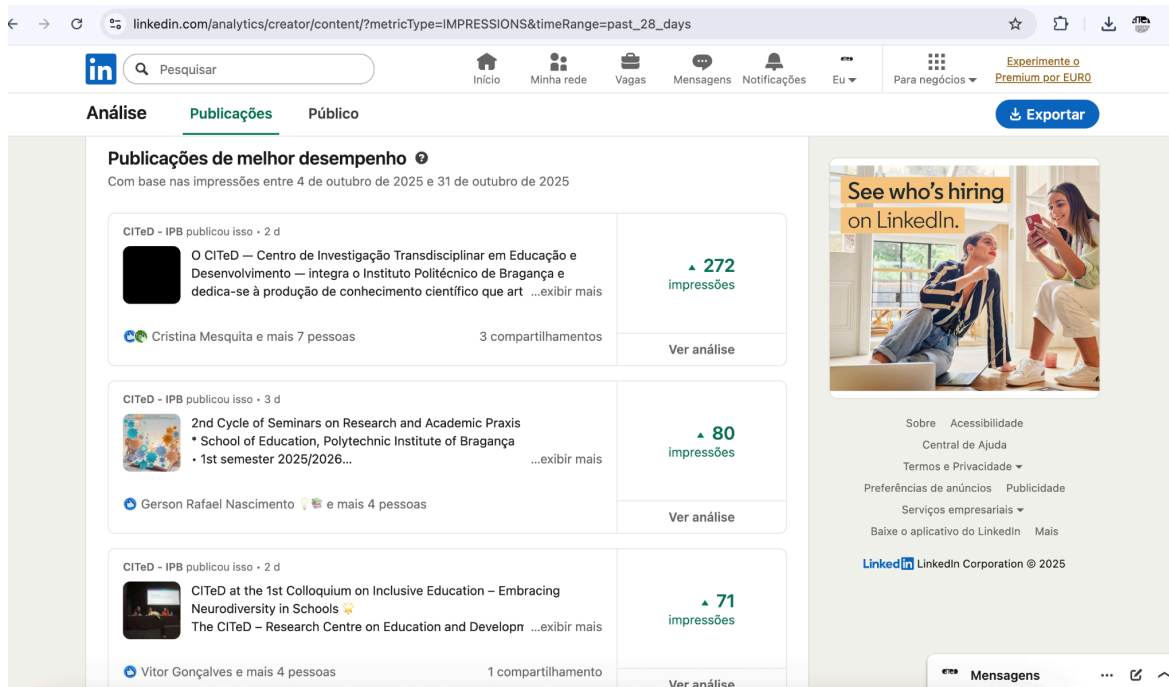 linkedin.com/analytics/creator/content/?metricType=IMPRESSIONS&timeRange=past_28_days
in
Pesquisar
Início
Minha rede
Vagas
Mensagens
Notificações
Eu
Para negócios
Experimente o
Premium por EUR0
Análise
Publicações
Público
Exportar
Publicações de melhor desempenho
Com base nas impressões entre 4 de outubro de 2025 e 31 de outubro de 2025
CITeD - IPB publicou isso • 2 d
O CITeD — Centro de Investigação Transdisciplinar em Educação e
Desenvolvimento — integra o Instituto Politécnico de Bragança e
dedica-se à produção de conhecimento científico que art ...exibir mais
272
impressões
Cristina Mesquita e mais 7 pessoas
3 compartilhamentos
Ver análise
CITeD - IPB publicou isso • 3 d
2nd Cycle of Seminars on Research and Academic Praxis
* School of Education, Polytechnic Institute of Bragança
• 1st semester 2025/2026... ...exibir mais
80
impressões
Gerson Rafael Nascimento e mais 4 pessoas
Ver análise
CITeD - IPB publicou isso • 2 d
CITeD at the 1st Colloquium on Inclusive Education – Embracing
Neurodiversity in Schools
The CITeD – Research Centre on Education and Developm ...exibir mais
71
impressões
Vitor Gonçalves e mais 4 pessoas
1 compartilhamento
Ver análise
See who's hiring
on LinkedIn.
Sobre Acessibilidade
Central de Ajuda
Termos e Privacidade
Preferências de anúncios Publicidade
Serviços empresariais
Baixe o aplicativo do LinkedIn Mais
LinkedIn LinkedIn Corporation © 2025
Mensagens